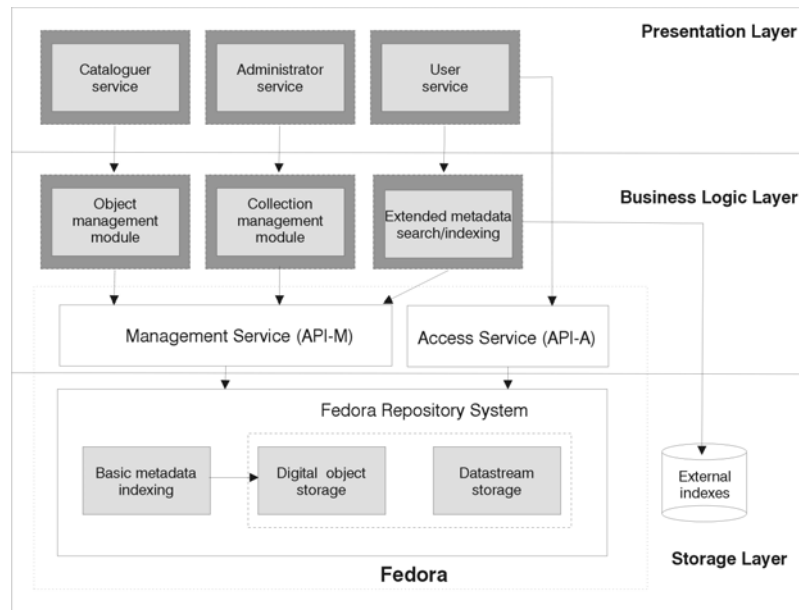 Presentation Layer
Cataloguer
service
Administrator
service
User
service
Business Logic Layer
Object
management
module
Collection
management
module
Extended metadata
search/indexing
Management Service (API-M)
Access Service (API-A)
Fedora Repository System
Basic metadata
indexing
Digital object
storage
Datastream
storage
External
indexes
Storage Layer
Fedora